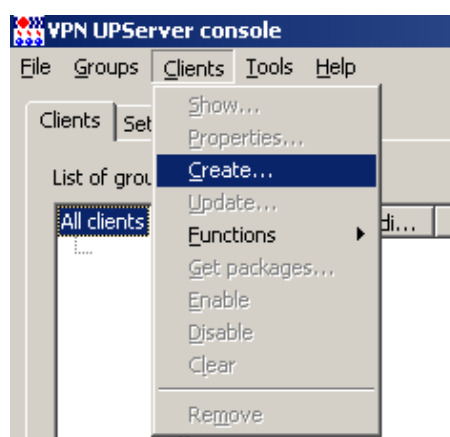 VPN UPServer console
File Groups Clients Tools Help
Clients Set
Show...
Properties...
List of grou
Create...
Update...
All clients di...
Functions
Get packages...
Enable
Disable
Clear
Remove